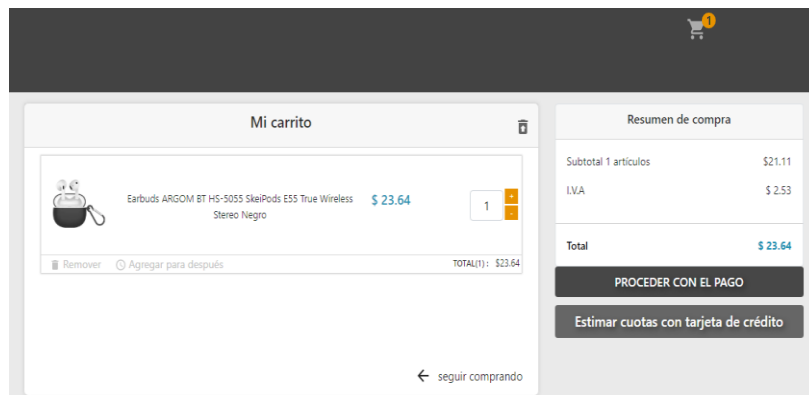 1
Mi carrito
Earbuds ARGOM BT HS-5055 SkeiPods E55 True Wireless
Stereo Negro
$ 23.64
1
+
-
Remover
Agregar para después
TOTAL(1) : $23.64
seguir comprando
Resumen de compra
Subtotal 1 artículos $21.11
I.V.A $ 2.53
Total $ 23.64
PROCEDER CON EL PAGO
Estimar cuotas con tarjeta de crédito